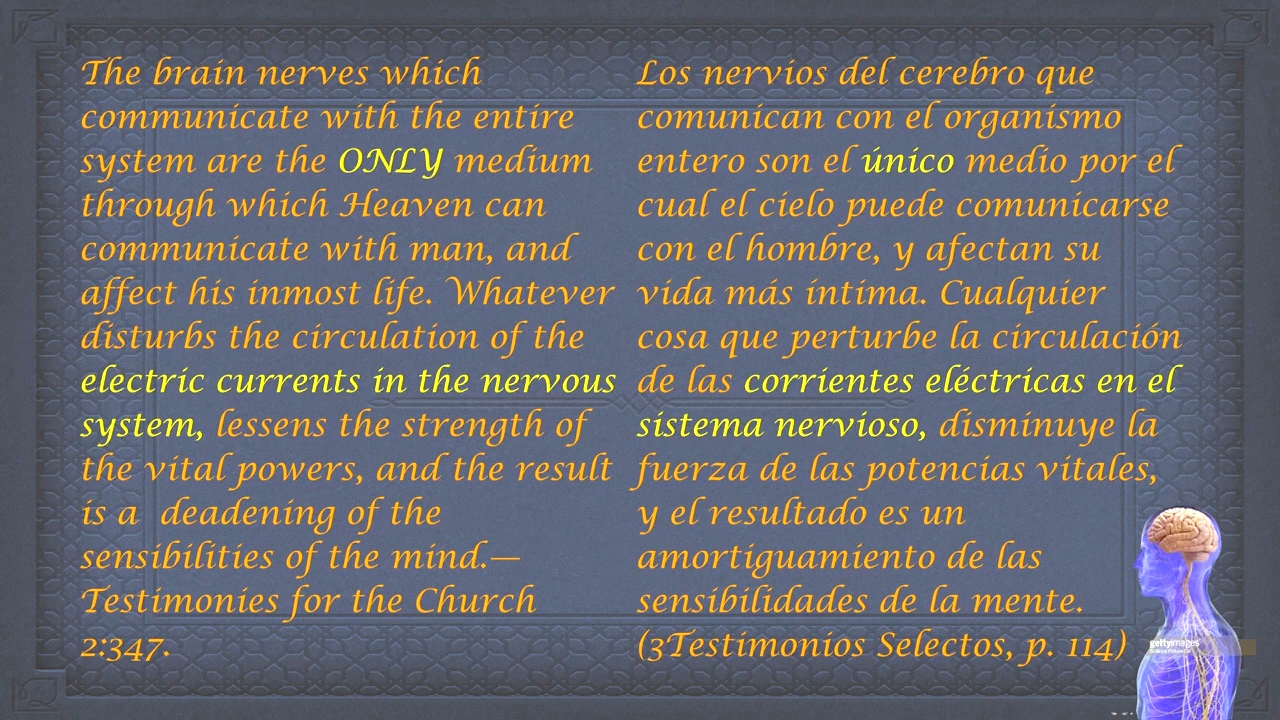 The brain nerves which
communicate with the entire
system are the ONLY medium
through which Heaven can
communicate with man, and
affect his inmost life. Whatever
disturbs the circulation of the
electric currents in the nervous
system, lessens the strength of
the vital powers, and the result
is a  deadening of the
sensibilities of the mind.—
Testimonies for the Church
2:347.
Los nervios del cerebro que
comunican con el organismo
entero son el único medio por el
cual el cielo puede comunicarse
con el hombre, y afectan su
vida más íntima. Cualquier
cosa que perturbe la circulación
de las corrientes eléctricas en el
sistema nervioso, disminuye la
fuerza de las potencias vitales,
y el resultado es un
amortiguamiento de las
sensibilidades de la mente.
(3Testimonios Selectos, p. 114)
gettyimages